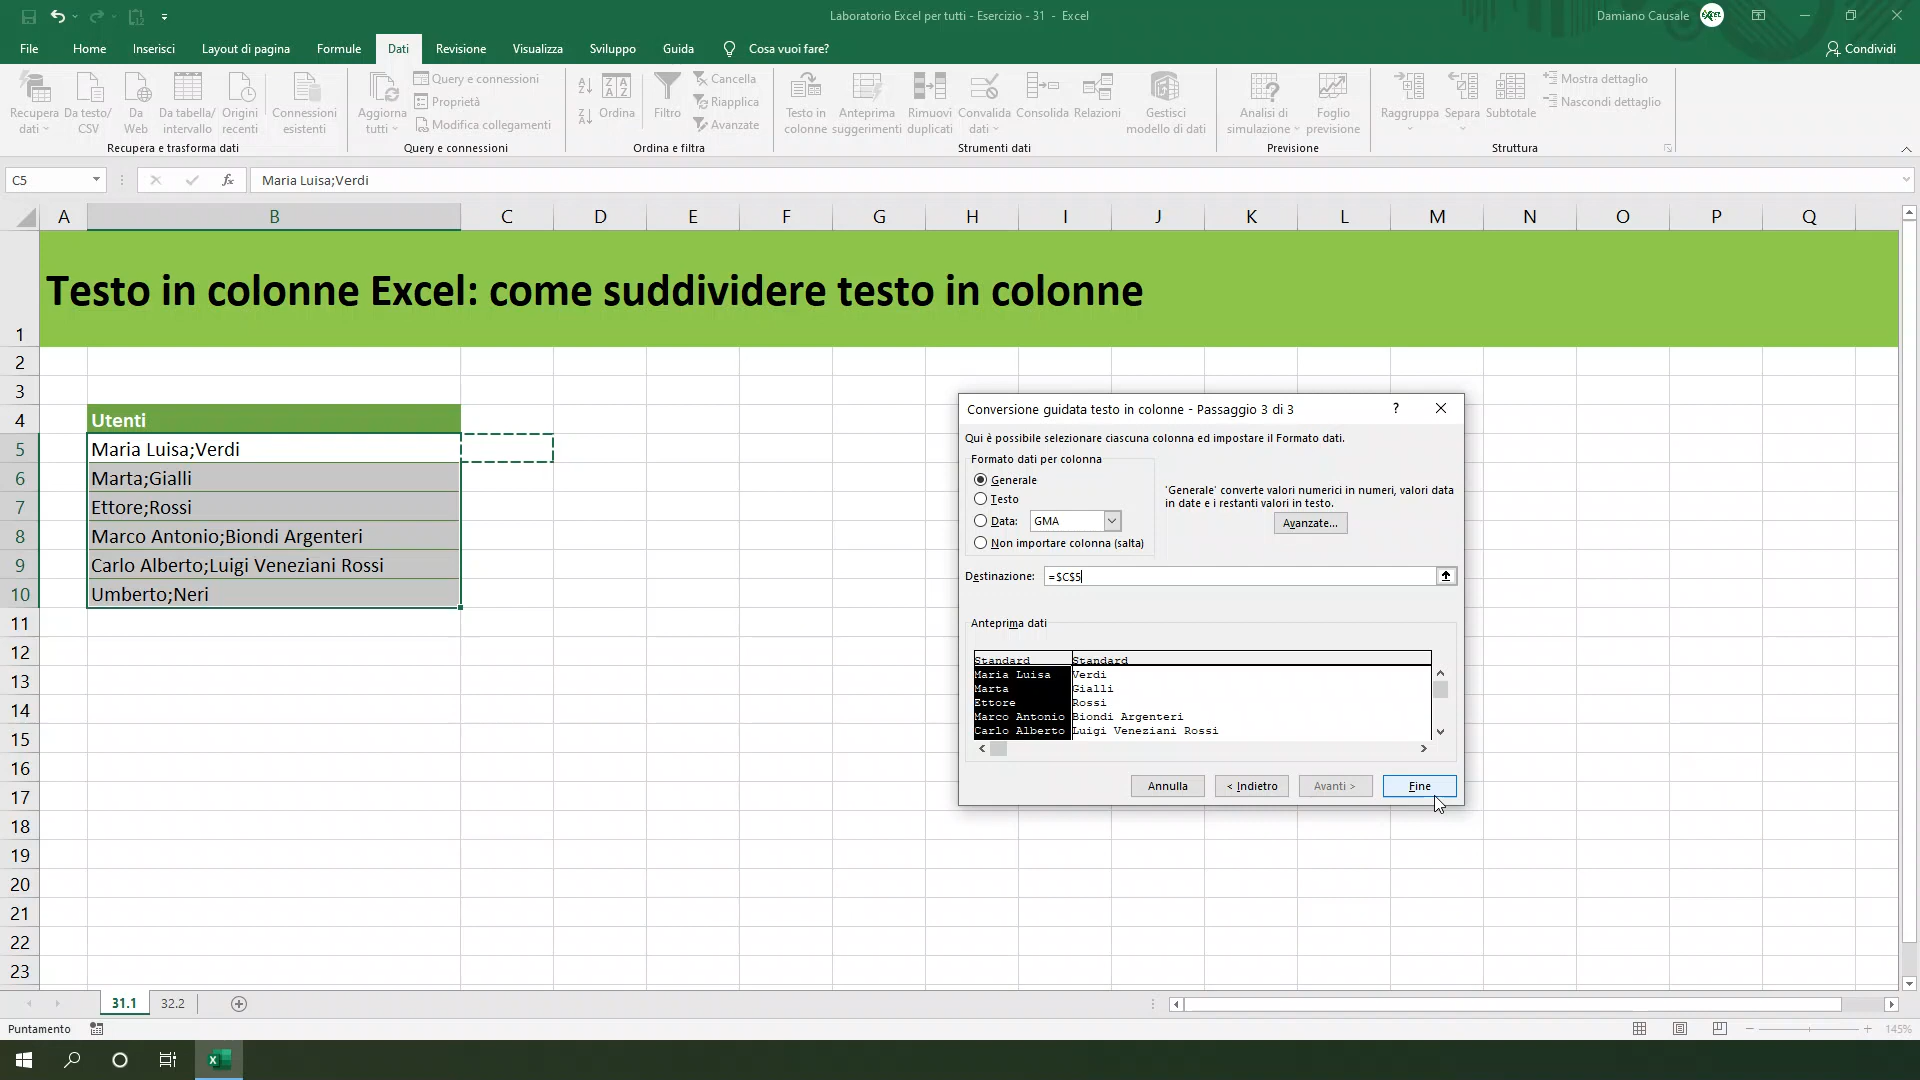 Laboratorio Excel per tutti - Esercizio - 31 - Excel
Damiano Causale
EXCEL
File
Home
Inserisci
Layout di pagina
Formule
Dati
Revisione
Visualizza
Sviluppo
Guida
Cosa vuoi fare?
Condividi
Recupera dati
Da testo/ CSV
Da Web
Da tabella/ intervallo
Origini recenti
Connessioni esistenti
Recupera e trasforma dati
Aggiorna tutti
Query e connessioni
Proprietà
Modifica collegamenti
Query e connessioni
Ordina
Filtro
Cancella
Riapplica
Avanzate
Ordina e filtra
Testo in colonne
Anteprima suggerimenti
Rimuovi duplicati
Convalida dati
Consolida
Relazioni
Gestisci modello di dati
Strumenti dati
Analisi di simulazione
Foglio previsione
Previsione
Raggruppa
Separa
Subtotale
Mostra dettaglio
Nascondi dettaglio
Struttura
C5
fx
Maria Luisa;Verdi
A B C D E F G H I J K L M N O P Q
1 Testo in colonne Excel: come suddividere testo in colonne
2
3
4 Utenti
5 Maria Luisa;Verdi
6 Marta;Gialli
7 Ettore;Rossi
8 Marco Antonio;Biondi Argenteri
9 Carlo Alberto;Luigi Veneziani Rossi
10 Umberto;Neri
11
12
13
14
15
16
17
18
19
20
21
22
23
Conversione guidata testo in colonne - Passaggio 3 di 3
?
Qui è possibile selezionare ciascuna colonna ed impostare il Formato dati.
Formato dati per colonna
Generale
Testo
Data: GMA
Non importare colonna (salta)
'Generale' converte valori numerici in numeri, valori data
in date e i restanti valori in testo.
Avanzate...
Destinazione: =$C$5
Anteprima dati
Standard Standard
Maria Luisa Verdi
Marta Gialli
Ettore Rossi
Marco Antonio Biondi Argenteri
Carlo Alberto Luigi Veneziani Rossi
Annulla
< Indietro
Avanti >
Fine
31.1
32.2
Puntamento
145%